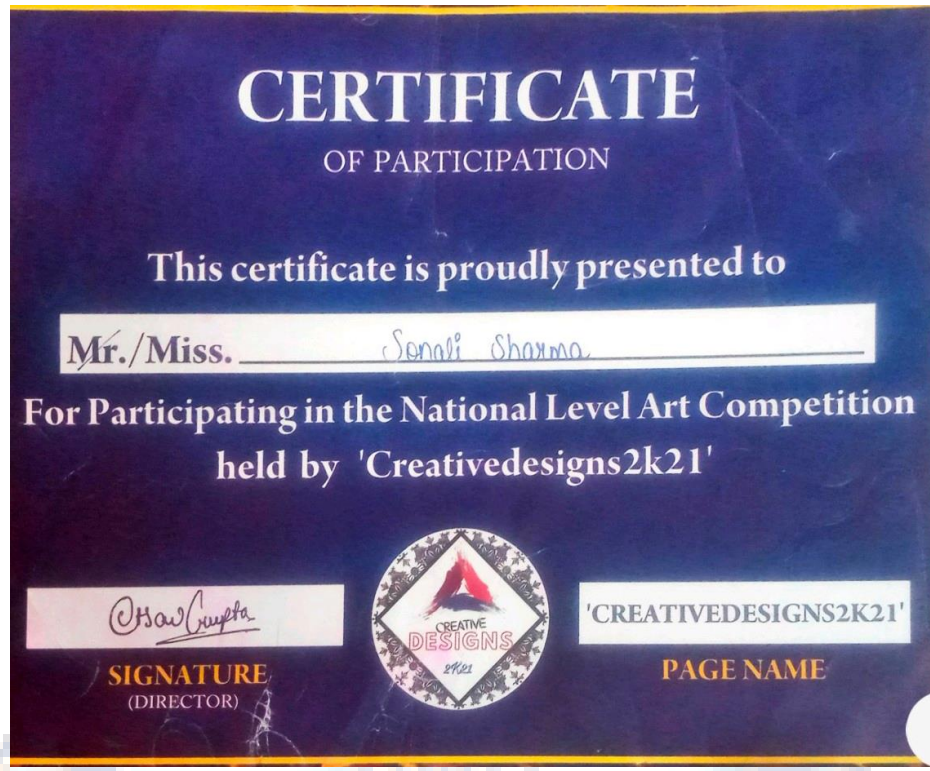 CERTIFICATE
OF PARTICIPATION
This certificate is proudly presented to
Mr./Miss. Sonali Sharma
For Participating in the National Level Art Competition
held by 'Creativedesigns2k21'
CREATIVE
DESIGNS
2K21
Gupta
'CREATIVEDESIGNS2K21'
SIGNATURE
(DIRECTOR)
PAGE NAME